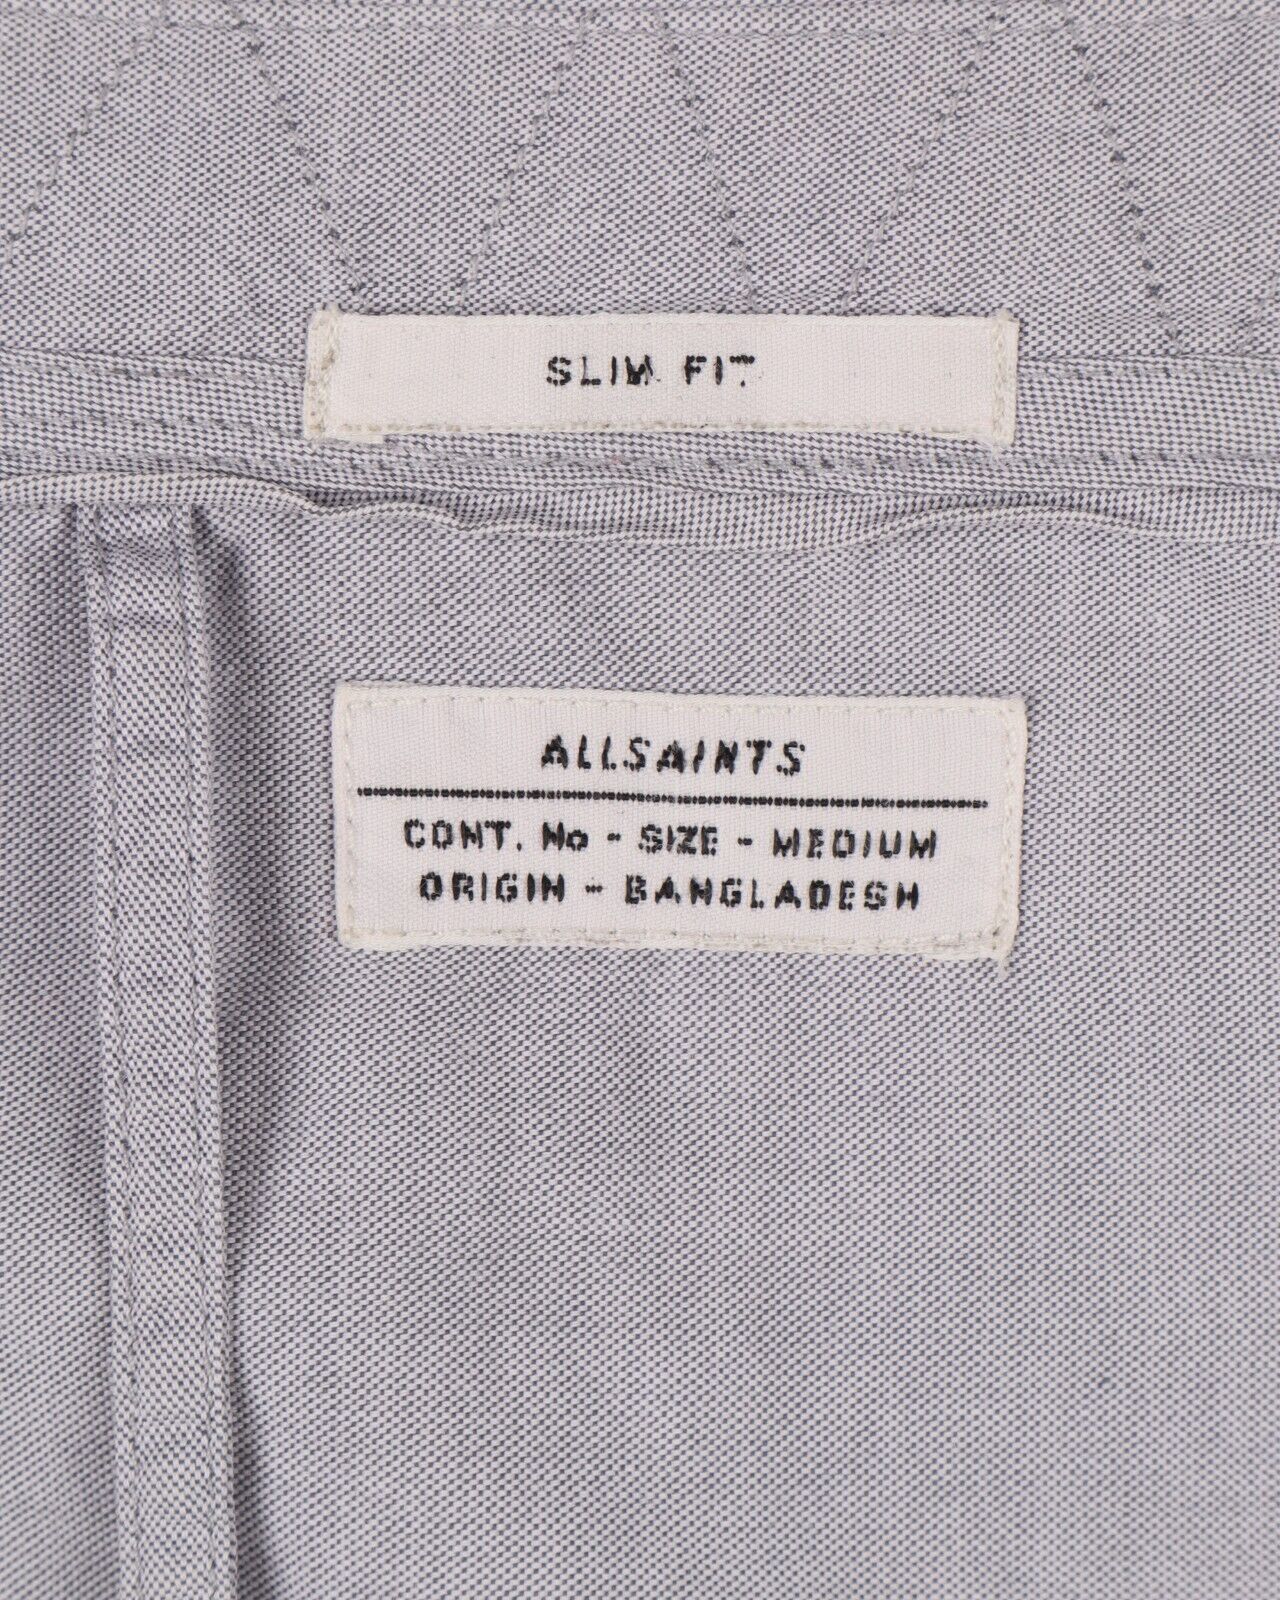 SLIM FIT
ALLSAINTS
CONT. No - SIZE - MEDIUM
ORIGIN - BANGLADESH